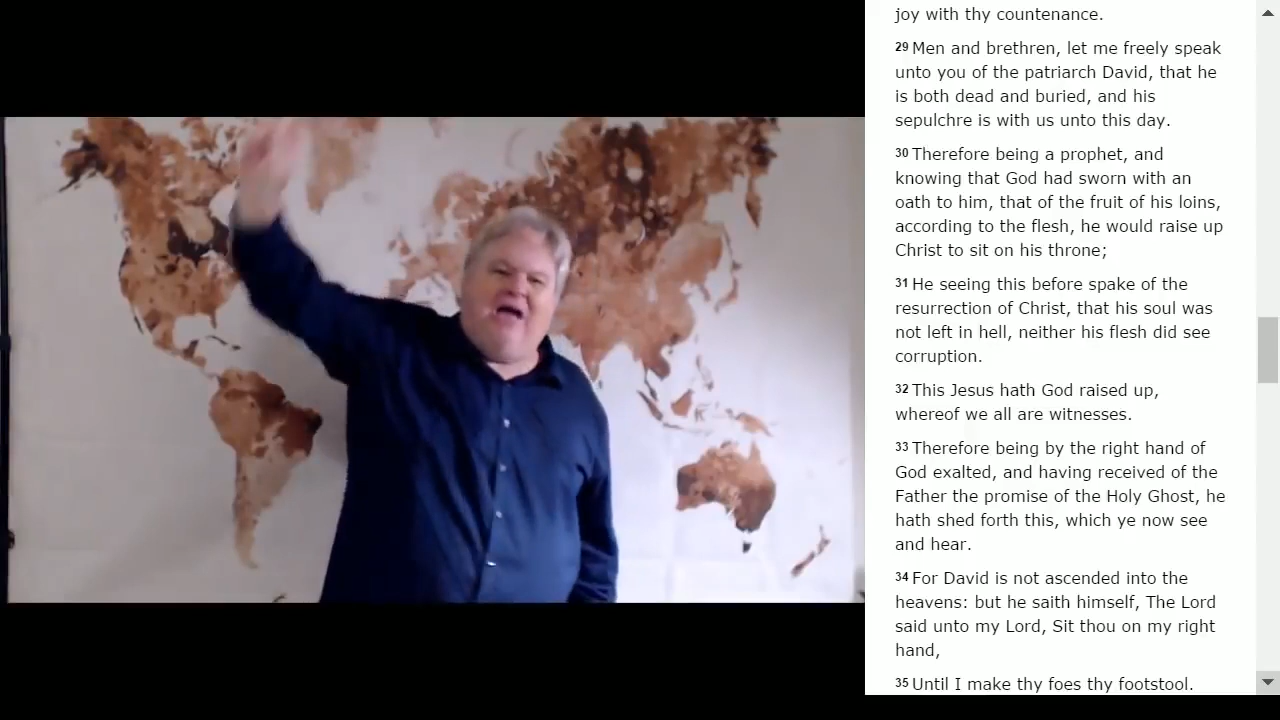 joy with thy countenance.
29 Men and brethren, let me freely speak
unto you of the patriarch David, that he
is both dead and buried, and his
sepulchre is with us unto this day.
30 Therefore being a prophet, and
knowing that God had sworn with an
oath to him, that of the fruit of his loins,
according to the flesh, he would raise up
Christ to sit on his throne;
31 He seeing this before spake of the
resurrection of Christ, that his soul was
not left in hell, neither his flesh did see
corruption.
32 This Jesus hath God raised up,
whereof we all are witnesses.
33 Therefore being by the right hand of
God exalted, and having received of the
Father the promise of the Holy Ghost, he
hath shed forth this, which ye now see
and hear.
34 For David is not ascended into the
heavens: but he saith himself, The Lord
said unto my Lord, Sit thou on my right
hand,
35 Until I make thy foes thy footstool.